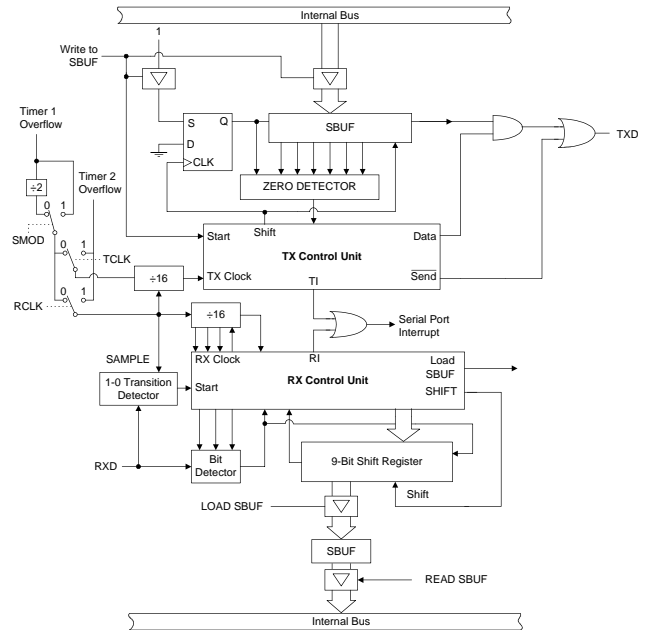 Internal Bus
1
Write to
SBUF
S
Q
D
CLK
SBUF
TXD
Timer 1
Overflow
÷2
Timer 2
Overflow
ZERO DETECTOR
0 1
SMOD
0 1
TCLK
Start
Shift
Data
TX Control Unit
÷16
TX Clock
TI
Send
RCLK
0 1
÷16
Serial Port
Interrupt
SAMPLE
RX Clock
RI
Load
SBUF
1-0 Transition
Detector
Start
RX Control Unit
SHIFT
RXD
Bit
Detector
9-Bit Shift Register
Shift
LOAD SBUF
SBUF
READ SBUF
Internal Bus